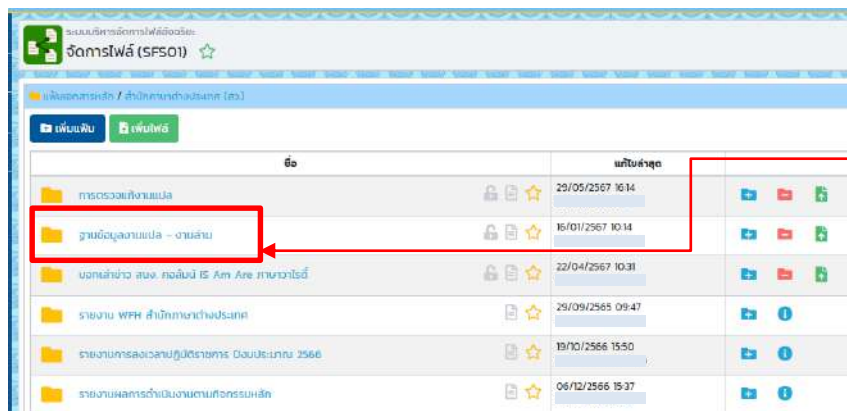 ระบบบริหารจัดการไฟล์อัจฉริยะ
จัดการไฟล์ (SFS01)
แฟ้มเอกสารหลัก / สำนักภาษาต่างประเทศ (สว.)
เพิ่มแฟ้ม เพิ่มไฟล์
ชื่อ แก้ไขล่าสุด
การตรวจแก้งานแปล 29/05/2567 16:14
ฐานข้อมูลงานแปล - งานล่าม 16/01/2567 10:14
บอกเล่าข่าว สนง. คอลัมน์ IS Am Are ภาษาวาไรตี้ 22/04/2567 10:31
รายงาน WFH สำนักภาษาต่างประเทศ 29/09/2565 09:47
รายงานการลงเวลาปฏิบัติราชการ ปีงบประมาณ 2566 19/10/2566 15:50
รายงานผลการดำเนินงานตามกิจกรรมหลัก 06/12/2566 15:37